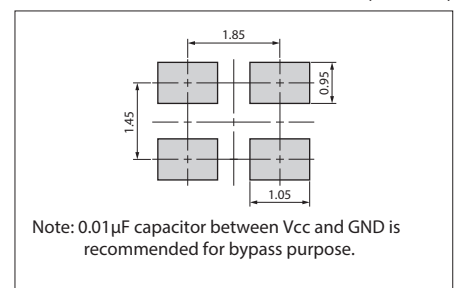 1.85
0.95
1.45
1.05
Note: 0.01µF capacitor between Vcc and GND is
recommended for bypass purpose.